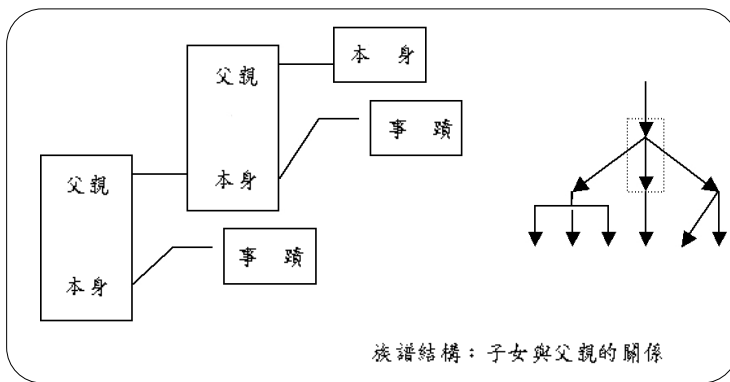 父親
本身
本 身
事 蹟
父親
本身
事 蹟
族譜結構：子女與父親的關係